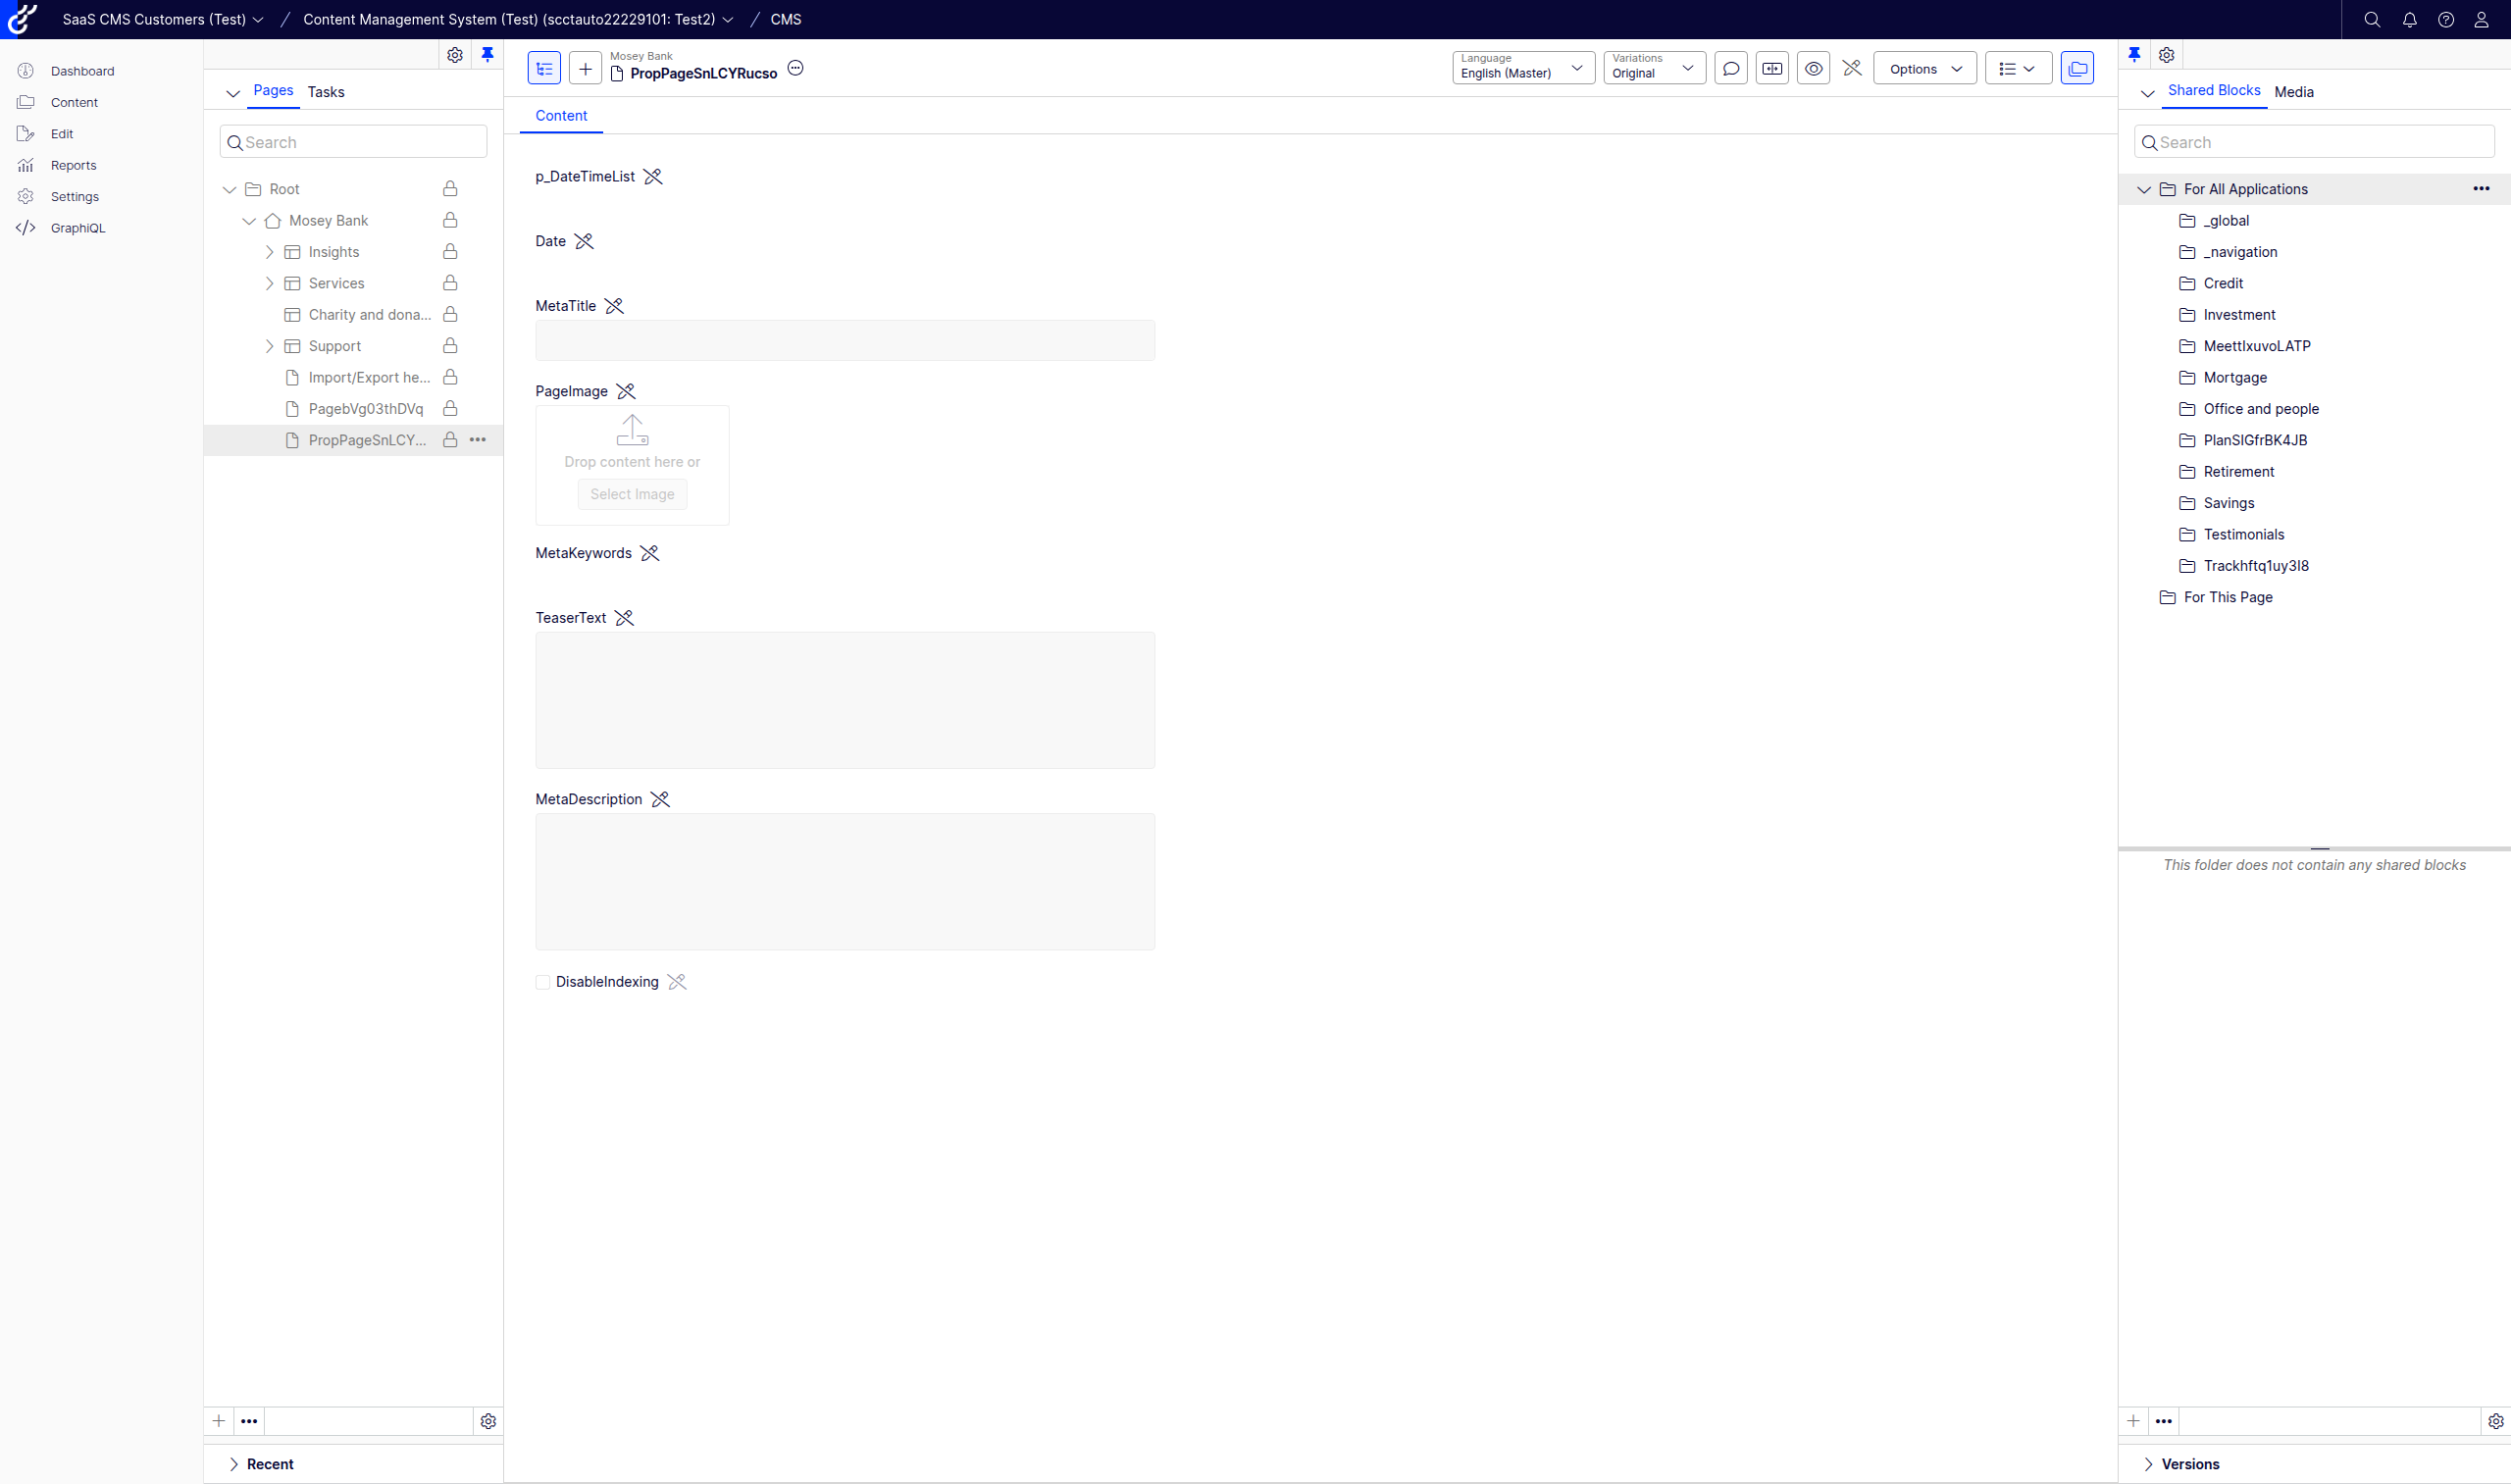 SaaS CMS Customers (Test) / Content Management System (Test) (scctauto22229101: Test2) / CMS
Dashboard
Content
Edit
Reports
Settings
GraphiQL
Pages Tasks
Search
Root
Mosey Bank
Insights
Services
Charity and dona...
Support
Import/Export he...
PagebVg03thDVq
PropPageSnLCY...
Recent
Mosey Bank
PropPageSnLCYRucso
Language
English (Master)
Variations
Original
Options
Content
p_DateTimeList
Date
MetaTitle
PageImage
Drop content here or
Select Image
MetaKeywords
TeaserText
MetaDescription
DisableIndexing
Shared Blocks Media
Search
For All Applications
_global
_navigation
Credit
Investment
MeettIxuvoLATP
Mortgage
Office and people
PlanSIGfrBK4JB
Retirement
Savings
Testimonials
Trackhftq1uy3I8
For This Page
This folder does not contain any shared blocks
Versions